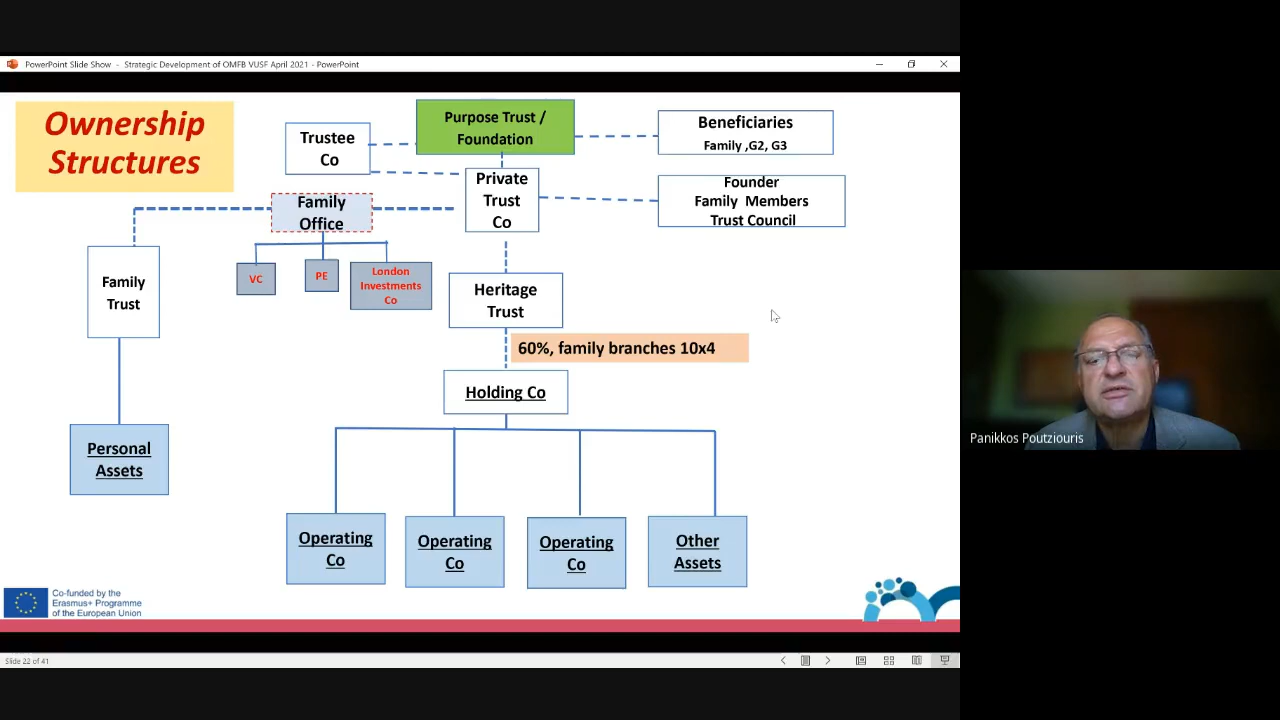 PowerPoint Slide Show - Strategic Development of OMFB VUSF April 2021 - PowerPoint
Ownership
Structures
Trustee
Co
Purpose Trust /
Foundation
Beneficiaries
Family ,G2, G3
Private
Trust
Co
Founder
Family Members
Trust Council
Family
Office
VC
PE
London
Investments
Co
Family
Trust
Heritage
Trust
60%, family branches 10x4
Holding Co
Personal
Assets
Operating
Co
Operating
Co
Operating
Co
Other
Assets
Co-funded by the
Erasmus+ Programme
of the European Union
Slide 22 of 41
Panikkos Poutziouris